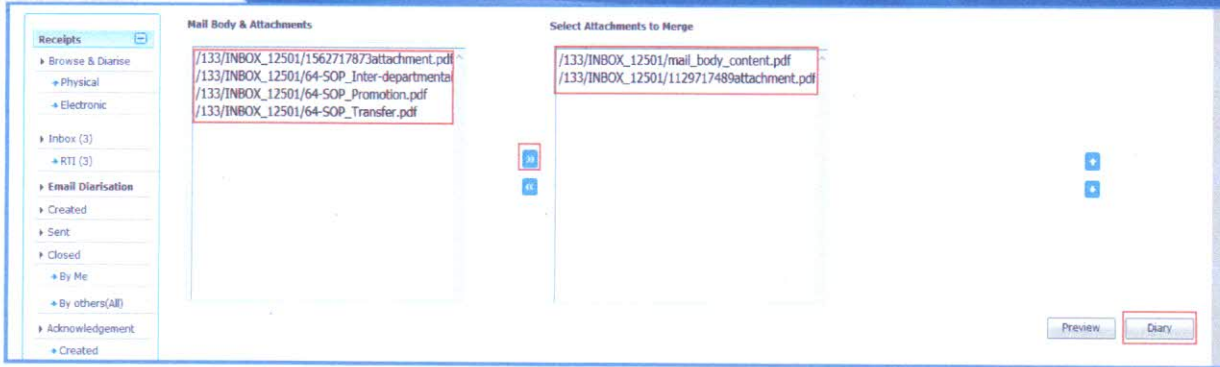 Receipts
Browse & Diarise
Physical
Electronic
Inbox (3)
RTI (3)
Email Diarisation
Created
Sent
Closed
By Me
By others(All)
Acknowledgement
Created
Mail Body & Attachments
/133/INBOX_12501/1562717873attachment.pdf
/133/INBOX_12501/64-SOP_Inter-departmental
/133/INBOX_12501/64-SOP_Promotion.pdf
/133/INBOX_12501/64-SOP_Transfer.pdf
Select Attachments to Merge
/133/INBOX_12501/mail_body_content.pdf
/133/INBOX_12501/1129717489attachment.pdf
Preview
Diary